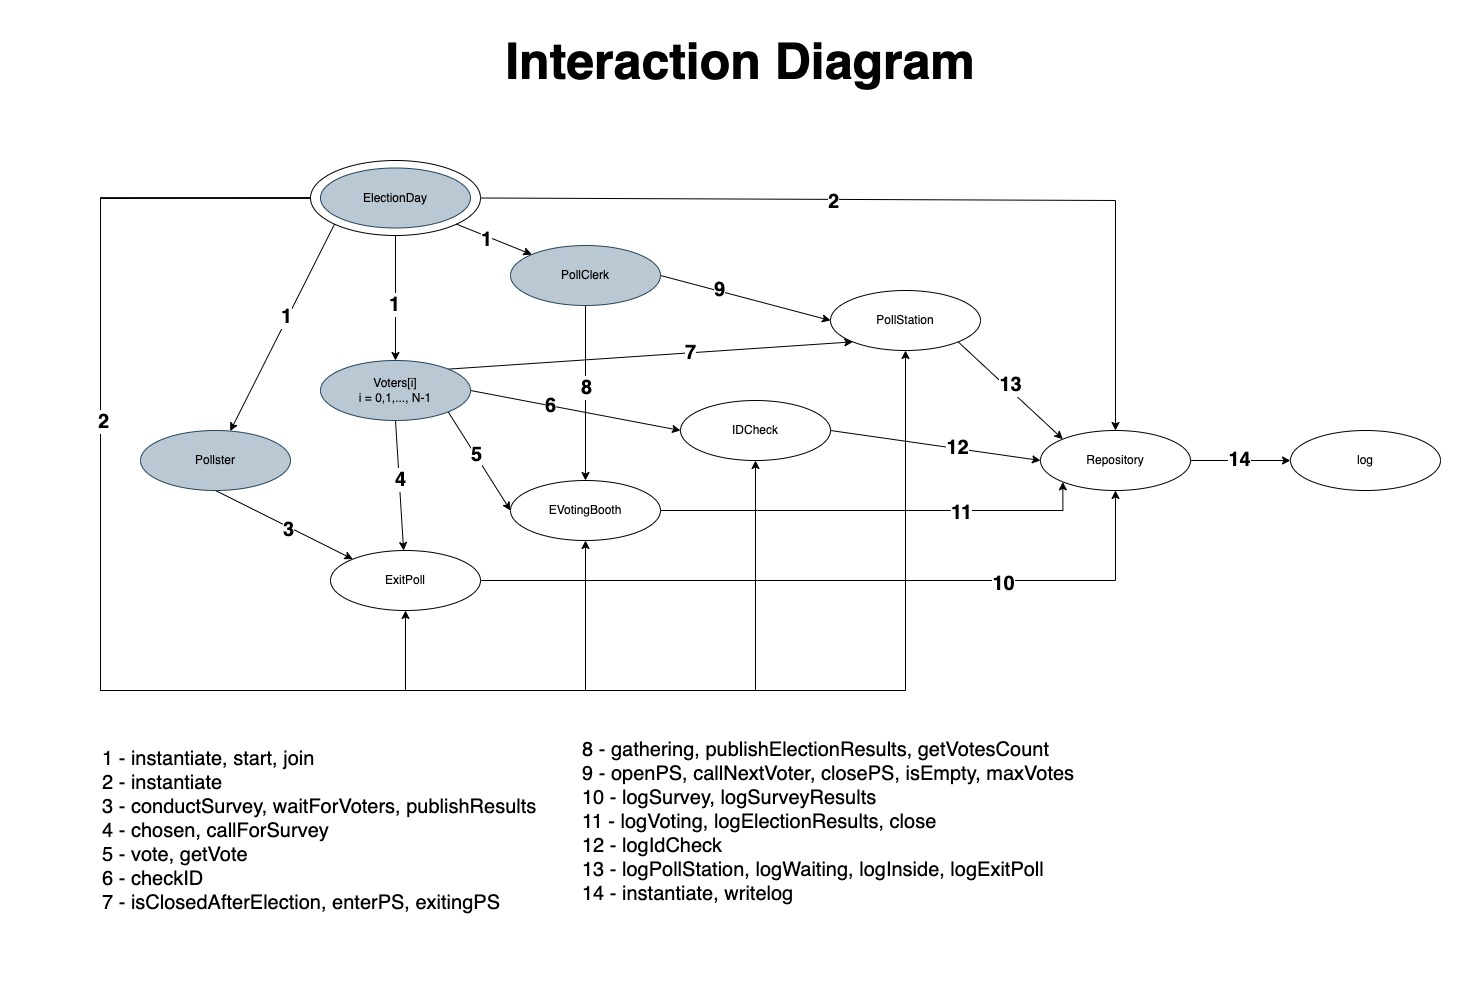 Interaction Diagram
ElectionDay
2
1
PollClerk
9
1
1
PollStation
7
Voters[i]
i = 0,1,..., N-1
8
13
6
2
IDCheck
12
5
Pollster
Repository
14
log
4
EVotingBooth
11
3
ExitPoll
10
1 - instantiate, start, join
2 - instantiate
3 - conductSurvey, waitForVoters, publishResults
4 - chosen, callForSurvey
5 - vote, getVote
6 - checkID
7 - isClosedAfterElection, enterPS, exitingPS
8 - gathering, publishElectionResults, getVotesCount
9 - openPS, callNextVoter, closePS, isEmpty, maxVotes
10 - logSurvey, logSurveyResults
11 - logVoting, logElectionResults, close
12 - logIdCheck
13 - logPollStation, logWaiting, logInside, logExitPoll
14 - instantiate, writelog